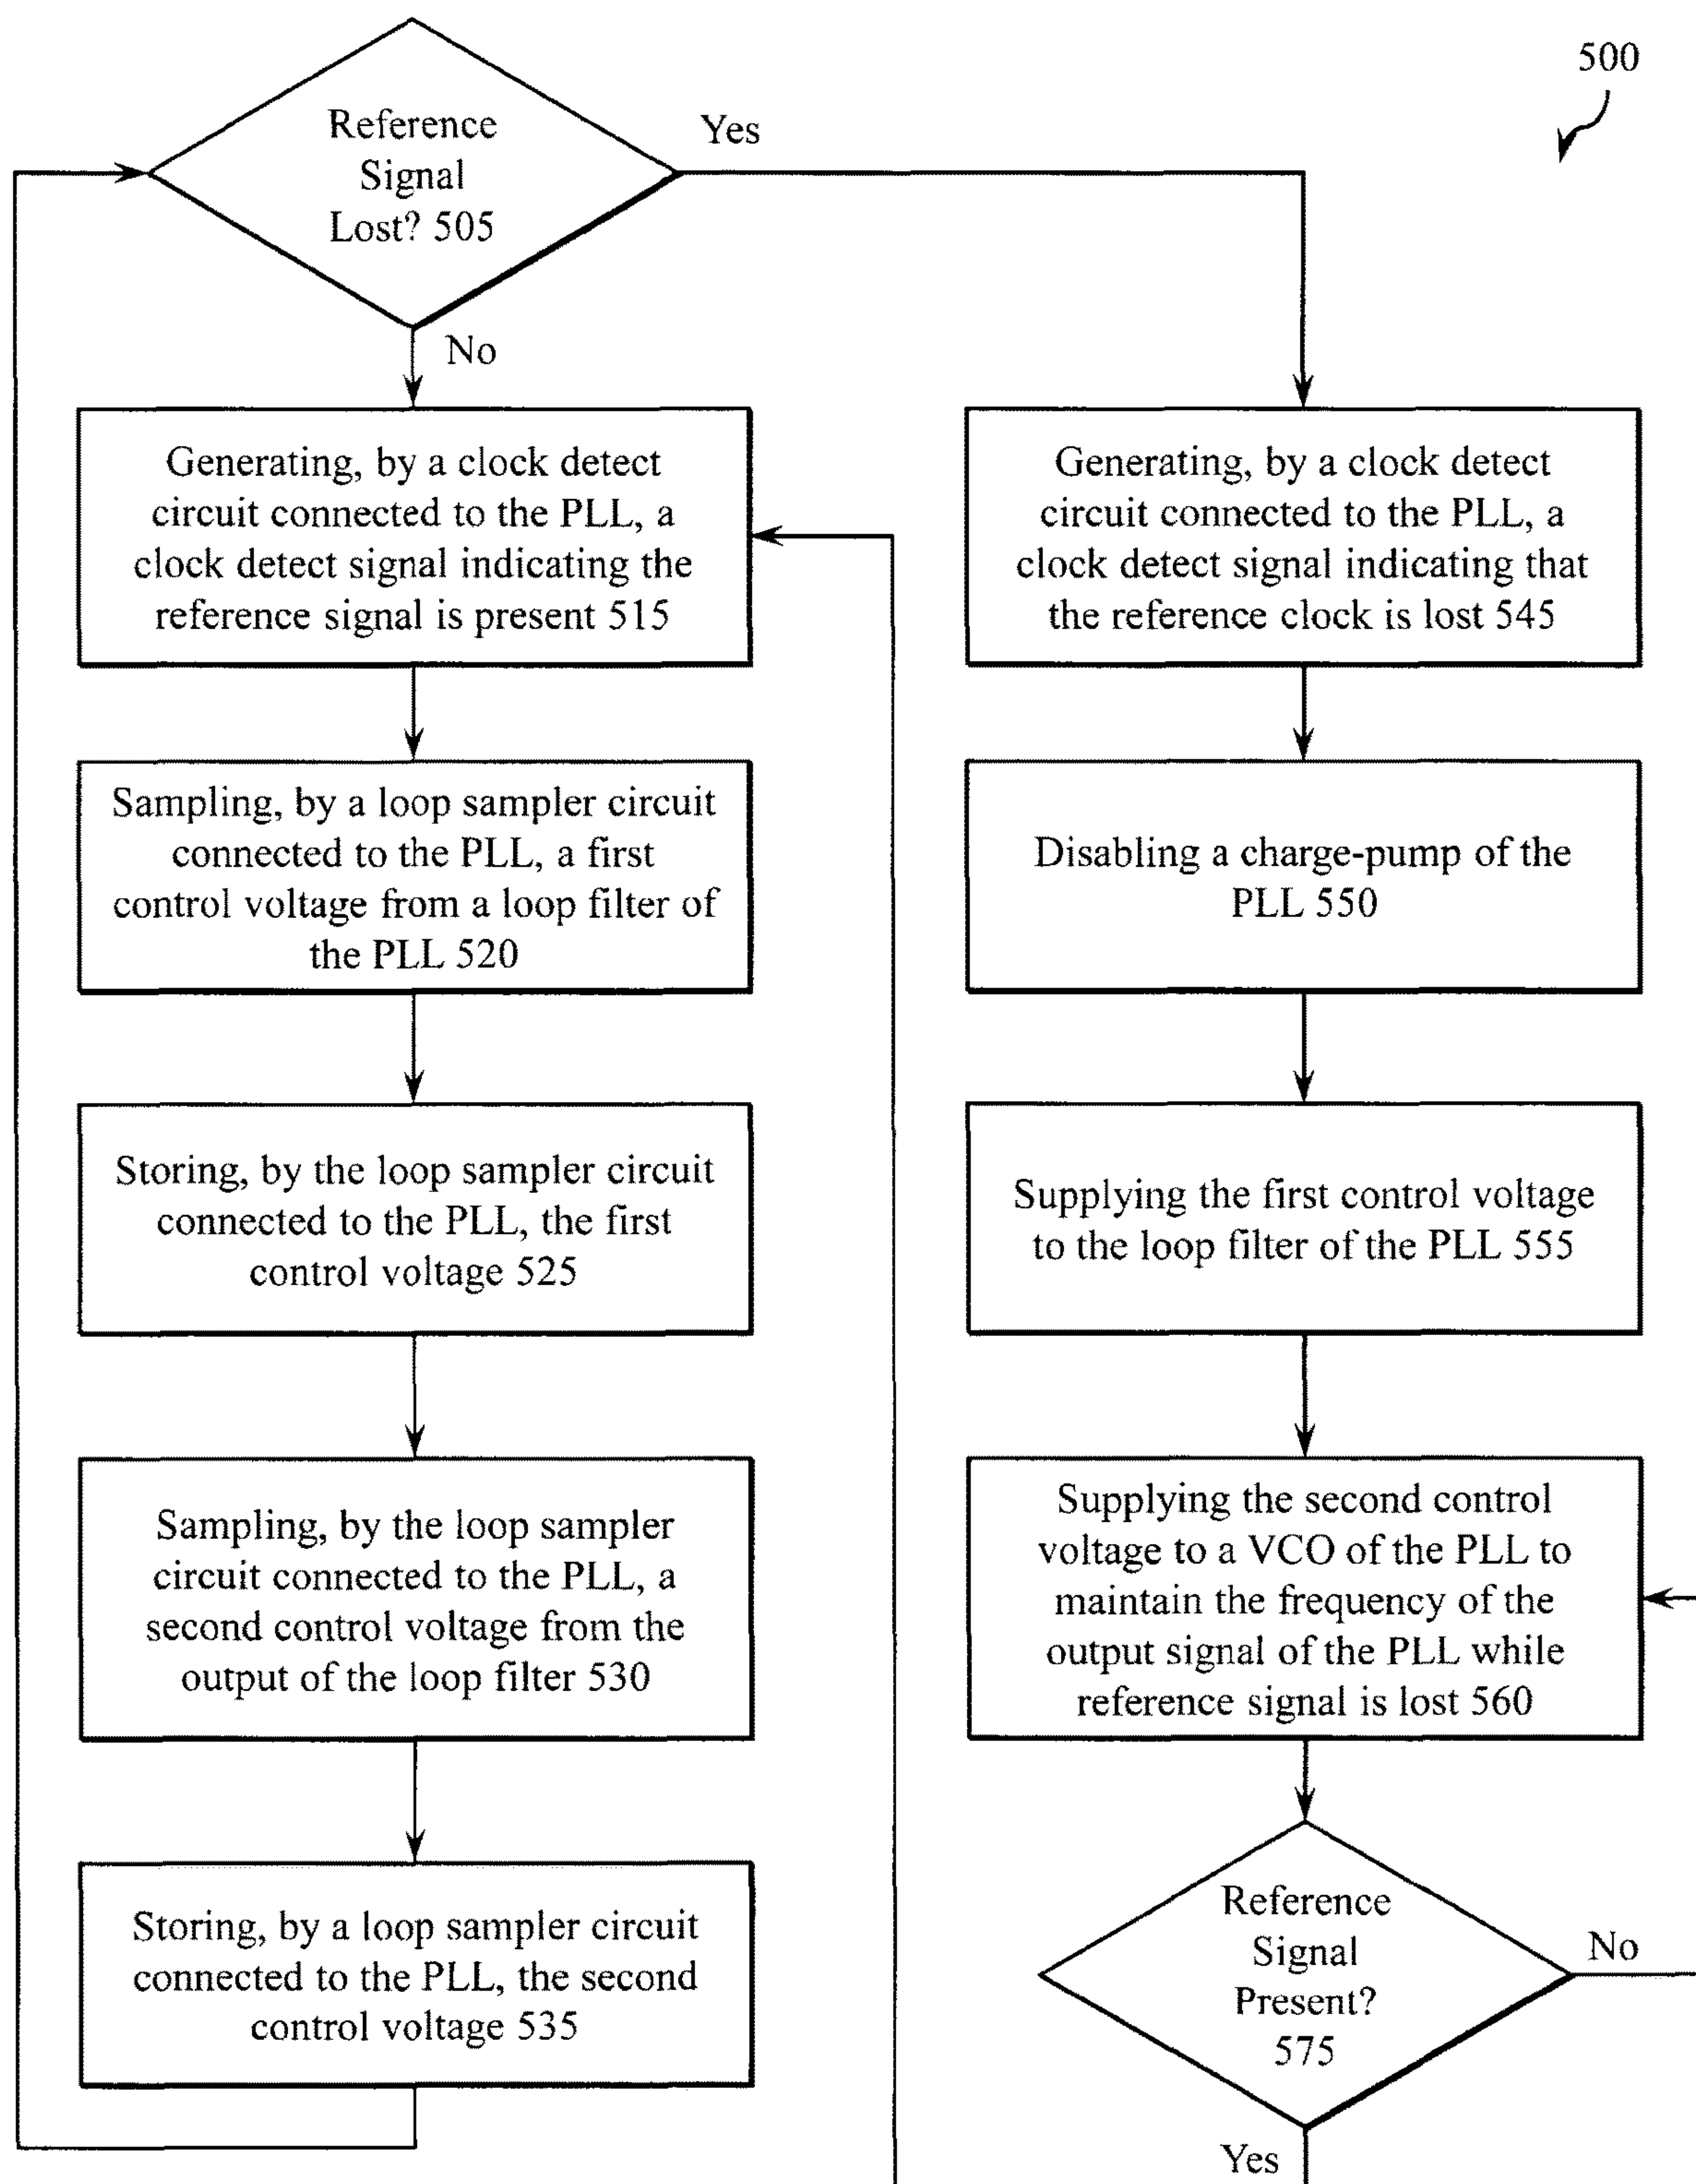 500
Reference
Signal
Lost? 505
Yes
No
Generating, by a clock detect
circuit connected to the PLL, a
clock detect signal indicating the
reference signal is present 515
Sampling, by a loop sampler circuit
connected to the PLL, a first
control voltage from a loop filter of
the PLL 520
Storing, by the loop sampler circuit
connected to the PLL, the first
control voltage 525
Sampling, by the loop sampler
circuit connected to the PLL, a
second control voltage from the
output of the loop filter 530
Storing, by a loop sampler circuit
connected to the PLL, the second
control voltage 535
Generating, by a clock detect
circuit connected to the PLL, a
clock detect signal indicating that
the reference clock is lost 545
Disabling a charge-pump of the
PLL 550
Supplying the first control voltage
to the loop filter of the PLL 555
Supplying the second control
voltage to a VCO of the PLL to
maintain the frequency of the
output signal of the PLL while
reference signal is lost 560
Reference
Signal
Present?
575
No
Yes